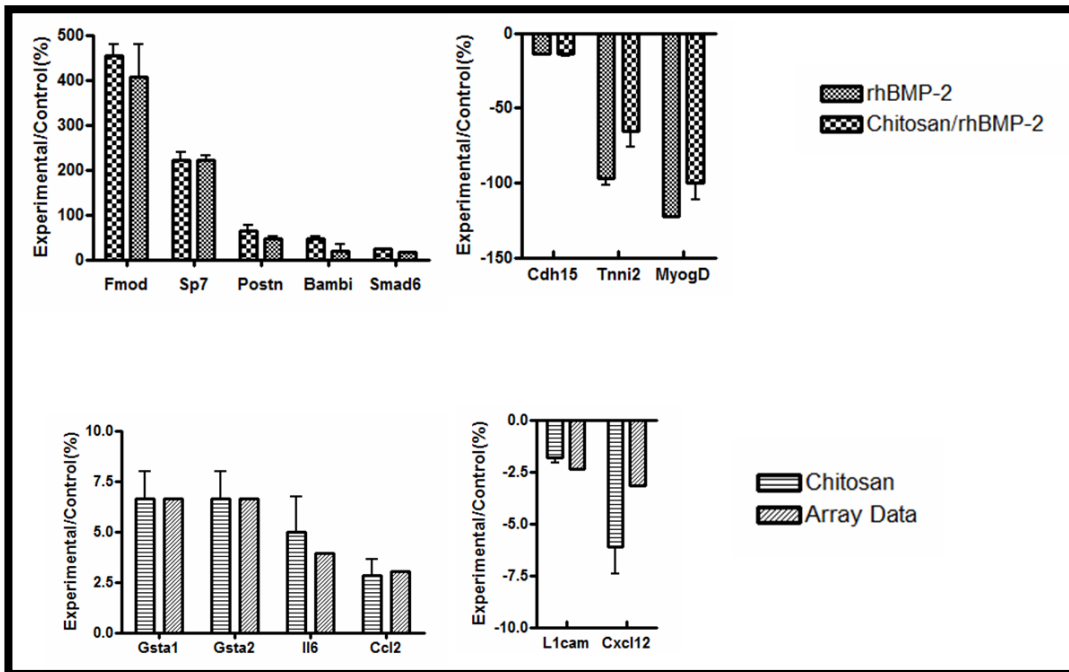 Experimental/Control(%)
500
400
300
200
100
0
Fmod Sp7 Postn Bambi Smad6
Experimental/Control(%)
0
-50
-100
-150
Cdh15 Tnni2 MyogD
rhBMP-2
Chitosan/rhBMP-2
Experimental/Control(%)
10.0
7.5
5.0
2.5
0.0
Gsta1 Gsta2 Il6 Ccl2
Experimental/Control(%)
0.0
-2.5
-5.0
-7.5
-10.0
L1cam Cxcl12
Chitosan
Array Data